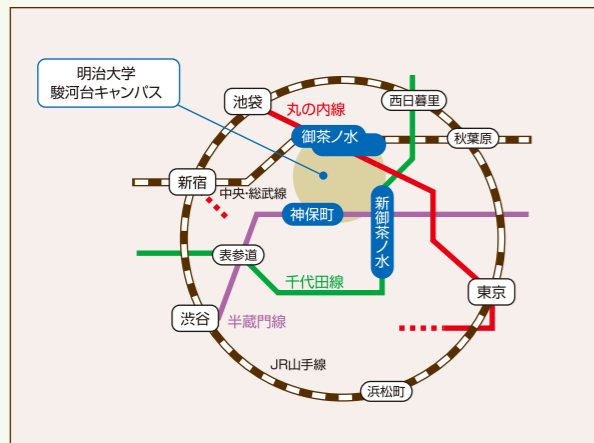 明治大学
駿河台キャンパス
池袋
丸の内線
西日暮里
御茶ノ水
秋葉原
新宿
中央・総武線
神保町
新御茶ノ水
表参道
千代田線
東京
渋谷
半蔵門線
JR山手線
浜松町